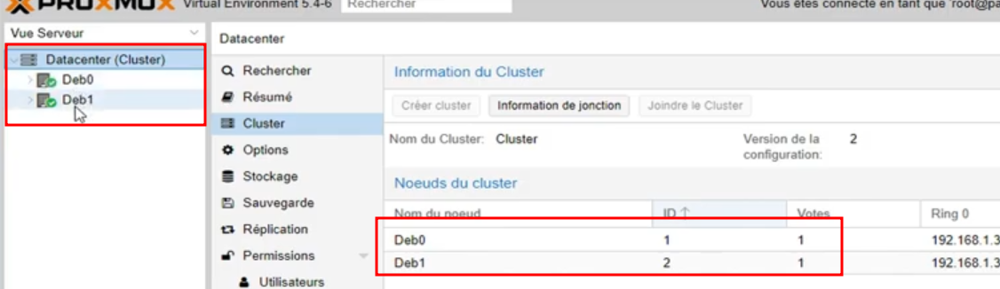 PROXMOX Virtual Environment 5.4-6 Rechercher Vous êtes connecté en tant que 'root@pa
Vue Serveur
Datacenter (Cluster)
Deb0
Deb1
Datacenter
Rechercher
Résumé
Cluster
Options
Stockage
Sauvegarde
Réplication
Permissions
Utilisateurs
Information du Cluster
Créer cluster Information de jonction Joindre le Cluster
Nom du Cluster: Cluster Version de la configuration: 2
Noeuds du cluster
Nom du noeud ID ↑ Votes Ring 0
Deb0 1 1 192.168.1.3
Deb1 2 1 192.168.1.3